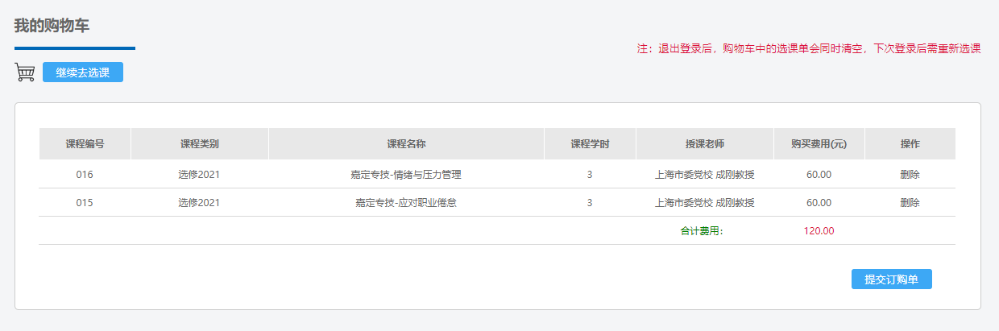 我的购物车
注：退出登录后，购物车中的选课单会同时清空，下次登录后需重新选课
继续去选课
课程编号 课程类别 课程名称 课程学时 授课老师 购买费用(元) 操作
016 选修2021 嘉定专技-情绪与压力管理 3 上海市委党校 成刚教授 60.00 删除
015 选修2021 嘉定专技-应对职业倦怠 3 上海市委党校 成刚教授 60.00 删除
合计费用： 120.00
提交订购单